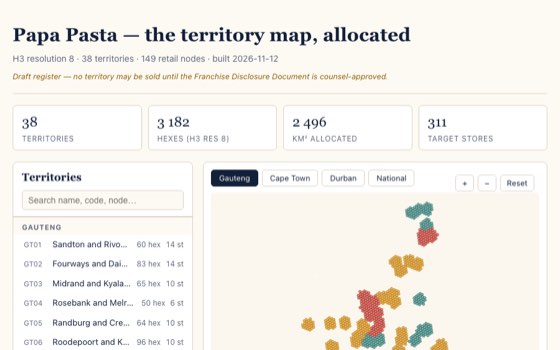 Papa Pasta — the territory map, allocated
H3 resolution 8 · 38 territories · 149 retail nodes · built 2026-11-12
Draft register — no territory may be sold until the Franchise Disclosure Document is counsel-approved.
38
TERRITORIES
3 182
HEXES (H3 RES 8)
2 496
KM² ALLOCATED
311
TARGET STORES
Territories
Search name, code, node...
GAUTENG
GT01 Sandton and Rivo... 60 hex 14 st
GT02 Fourways and Dai... 83 hex 14 st
GT03 Midrand and Kyala... 65 hex 10 st
GT04 Rosebank and Melr... 50 hex 6 st
GT05 Randburg and Cre... 64 hex 10 st
GT06 Roodepoort and K... 96 hex 10 st
Gauteng Cape Town Durban National
+ − Reset